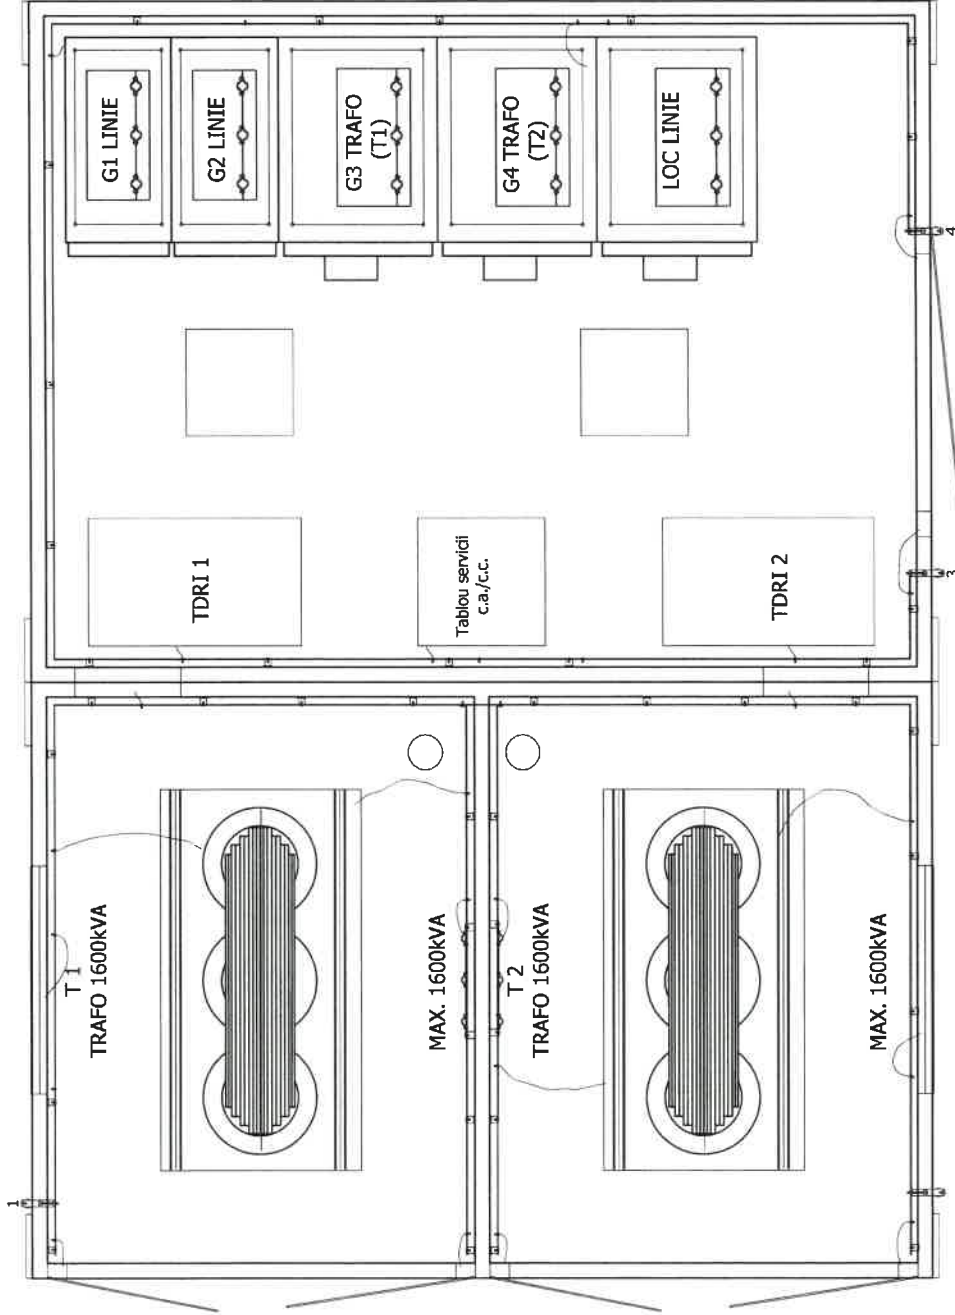 G1 LINIE
G2 LINIE
G3 TRAFO
(T1)
G4 TRAFO
(T2)
LOC LINIE
TDRI 1
Tablou servicii
c.a./c.c.
TDRI 2
T 1
TRAFO 1600kVA
MAX. 1600kVA
T 2
TRAFO 1600kVA
MAX. 1600kVA
1
3
4